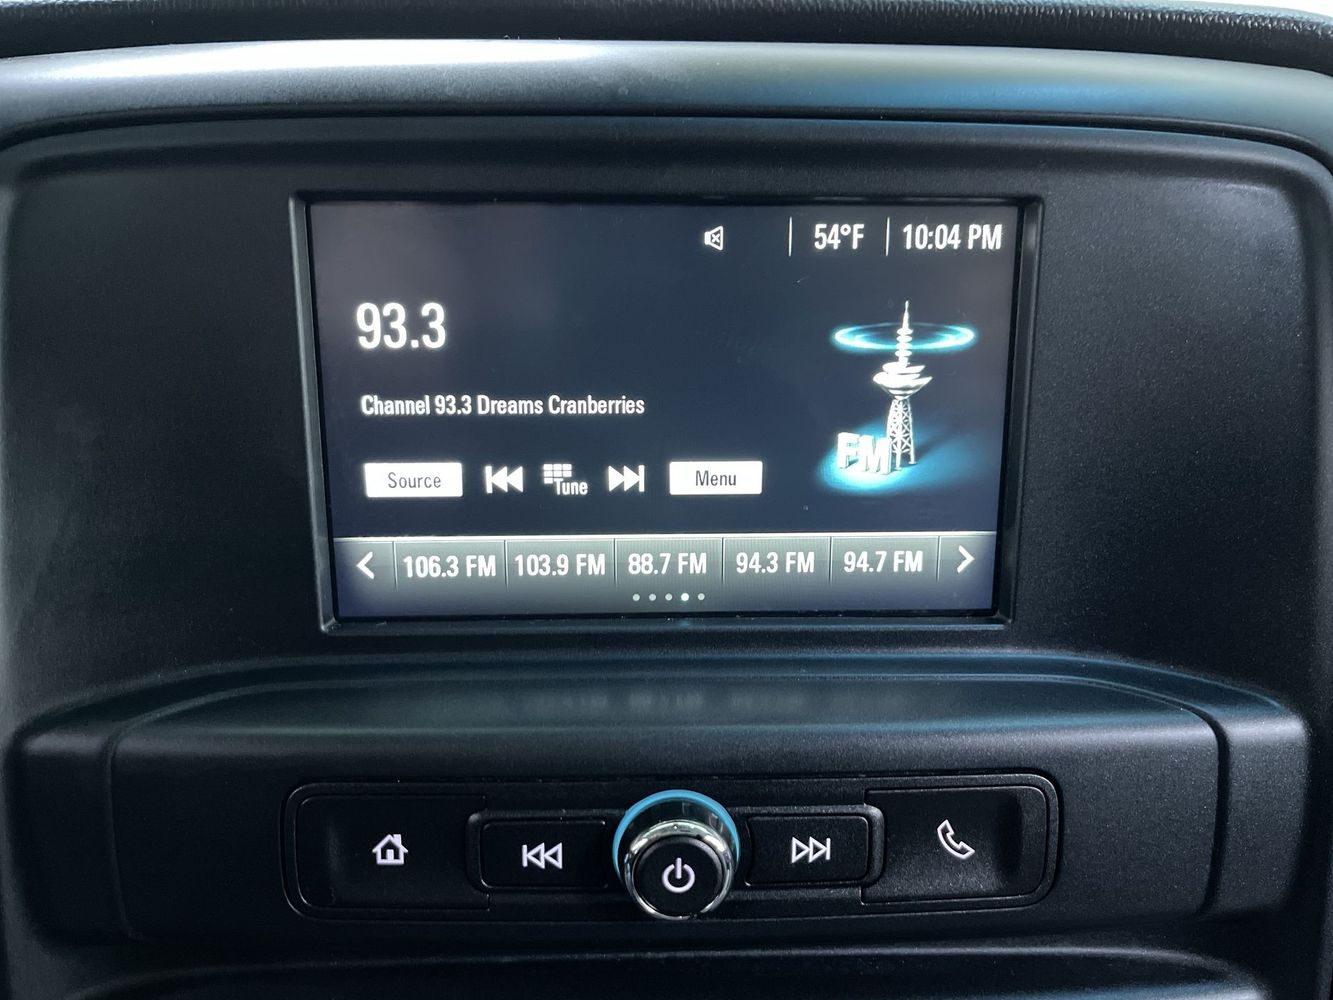 54°F 10:04 PM
93.3
Channel 93.3 Dreams Cranberries
FM
Source Tune Menu
106.3 FM 103.9 FM 88.7 FM 94.3 FM 94.7 FM